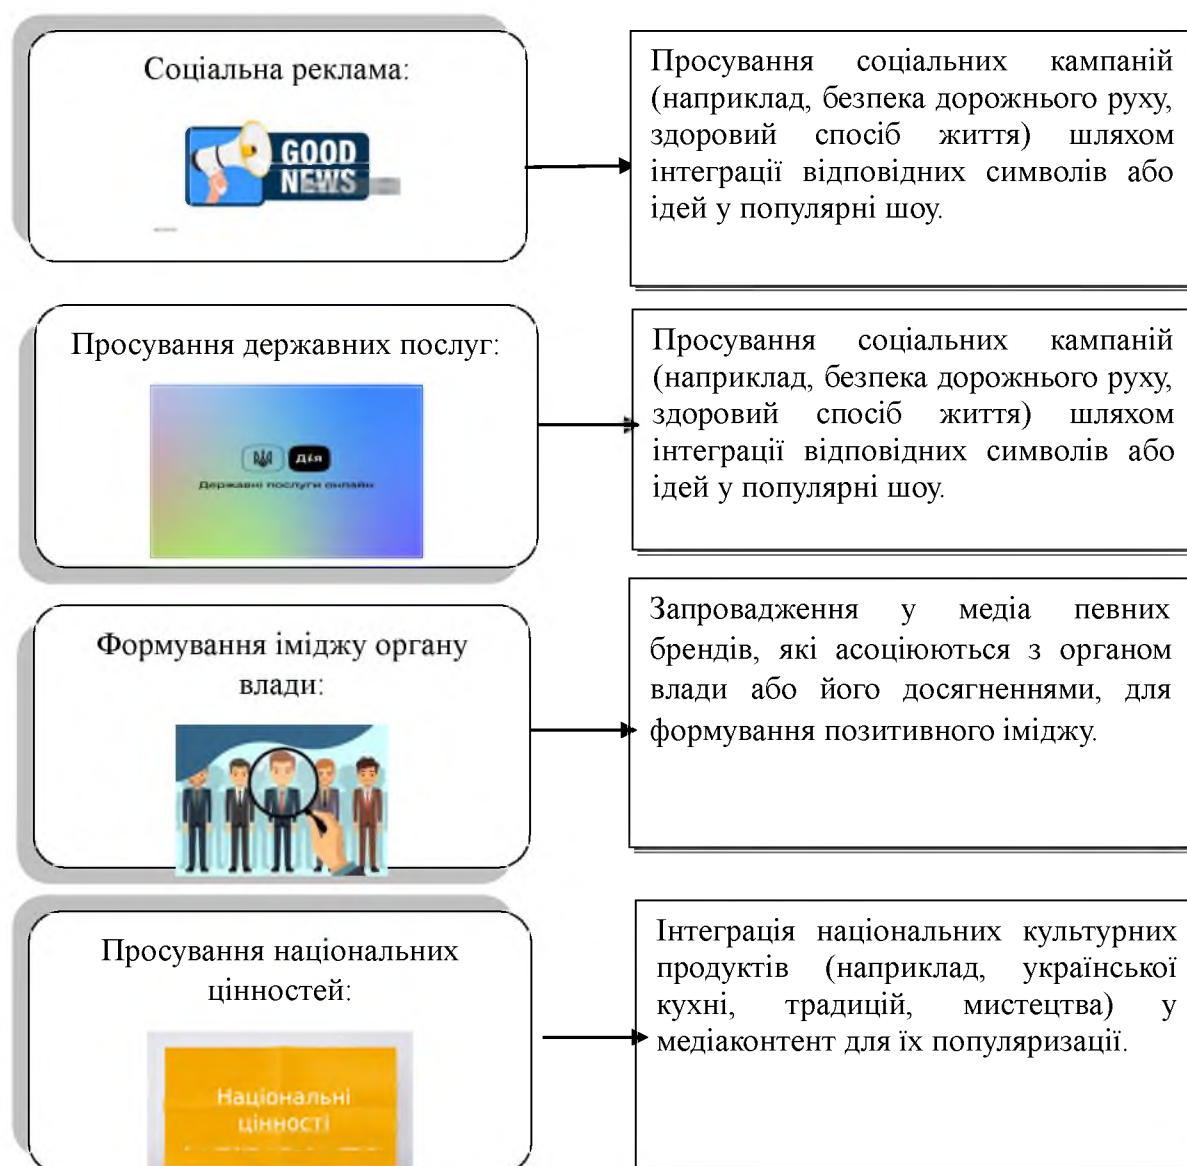 Соціальна реклама:
GOOD
NEWS
Просування соціальних кампаній
(наприклад, безпека дорожнього руху,
здоровий спосіб життя) шляхом
інтеграції відповідних символів або
ідей у популярні шоу.
Просування державних послуг:
Дія
Державні послуги онлайн
Просування соціальних кампаній
(наприклад, безпека дорожнього руху,
здоровий спосіб життя) шляхом
інтеграції відповідних символів або
ідей у популярні шоу.
Формування іміджу органу
влади:
Запровадження у медіа певних
брендів, які асоціюються з органом
влади або його досягненнями, для
формування позитивного іміджу.
Просування національних
цінностей:
Національні
цінності
Інтеграція національних культурних
продуктів (наприклад, української
кухні, традицій, мистецтва) у
медіаконтент для їх популяризації.